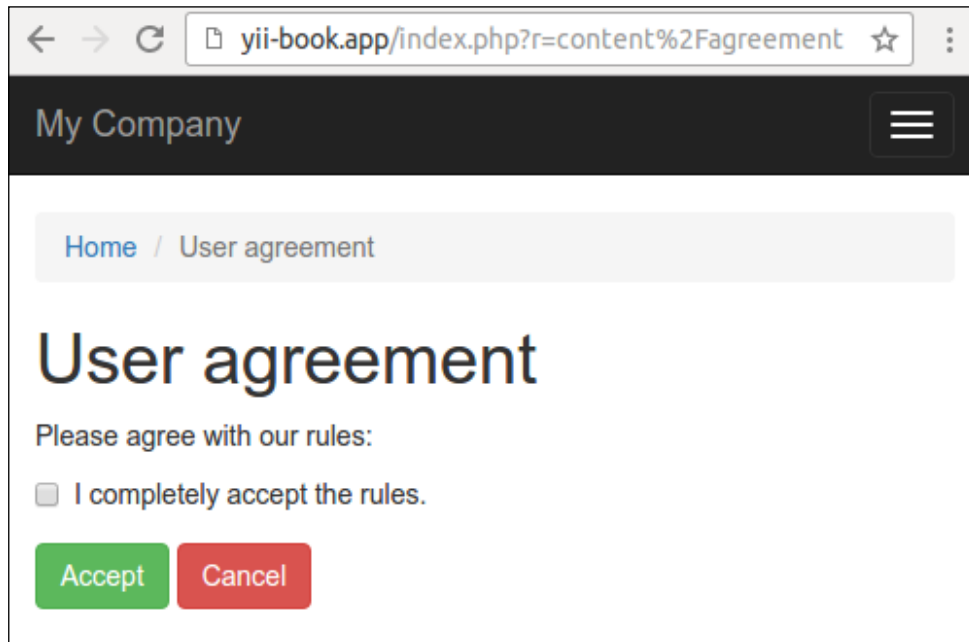 yii-book.app/index.php?r=content%2Fagreement
My Company
Home / User agreement
User agreement
Please agree with our rules:
I completely accept the rules.
Accept Cancel